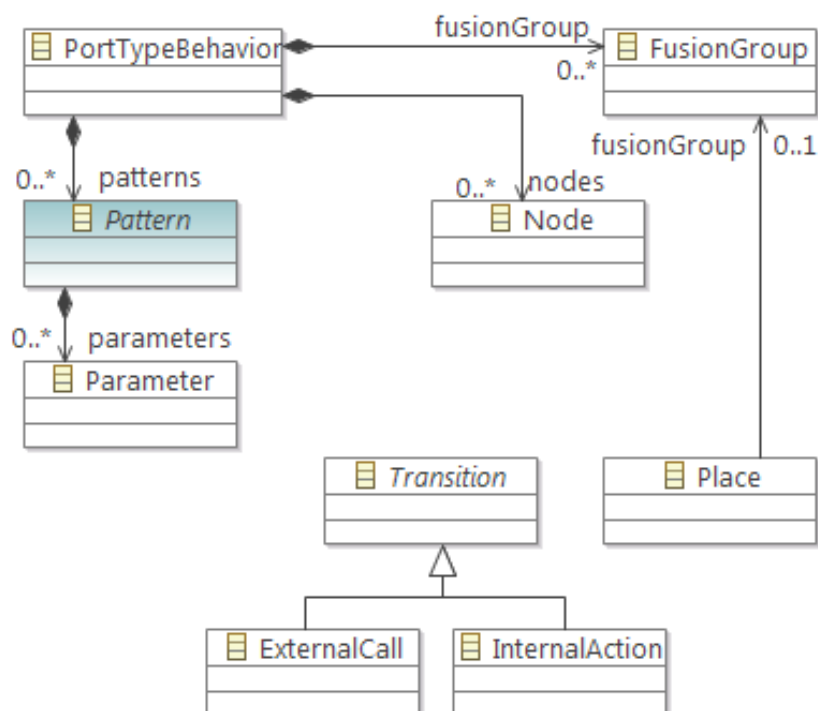 fusionGroup
PortTypeBehavior
FusionGroup
0..*
fusionGroup
0..1
0..*
patterns
0..*
nodes
Pattern
Node
0..*
parameters
Parameter
Transition
Place
ExternalCall
InternalAction